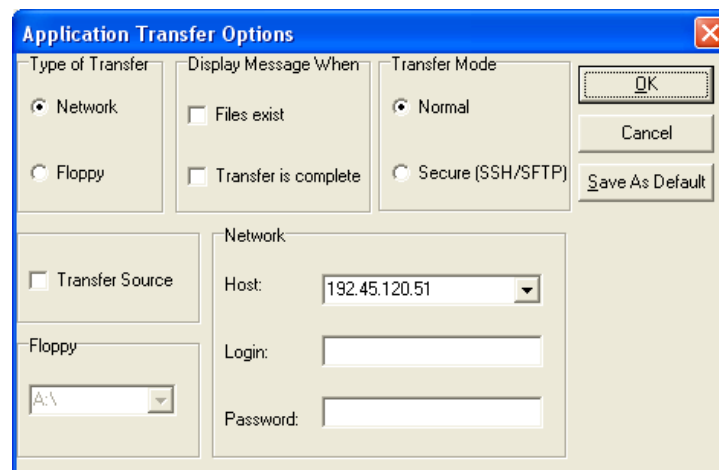 Application Transfer Options
Type of Transfer
Network
Floppy
Display Message When
Files exist
Transfer is complete
Transfer Mode
Normal
Secure (SSH/SFTP)
OK
Cancel
Save As Default
Transfer Source
Floppy
A:\
Network
Host: 192.45.120.51
Login:
Password: